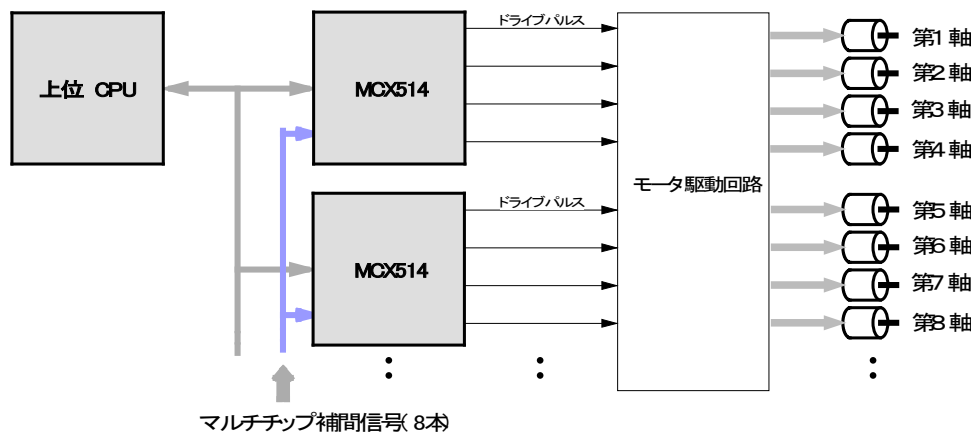 ドライブパルス
上位 CPU
MCX514
モータ駆動回路
第1 軸
第2 軸
第3 軸
第4 軸
ドライブパルス
MCX514
第5 軸
第6 軸
第7 軸
第8 軸
マルチチップ補間信号( 8本)